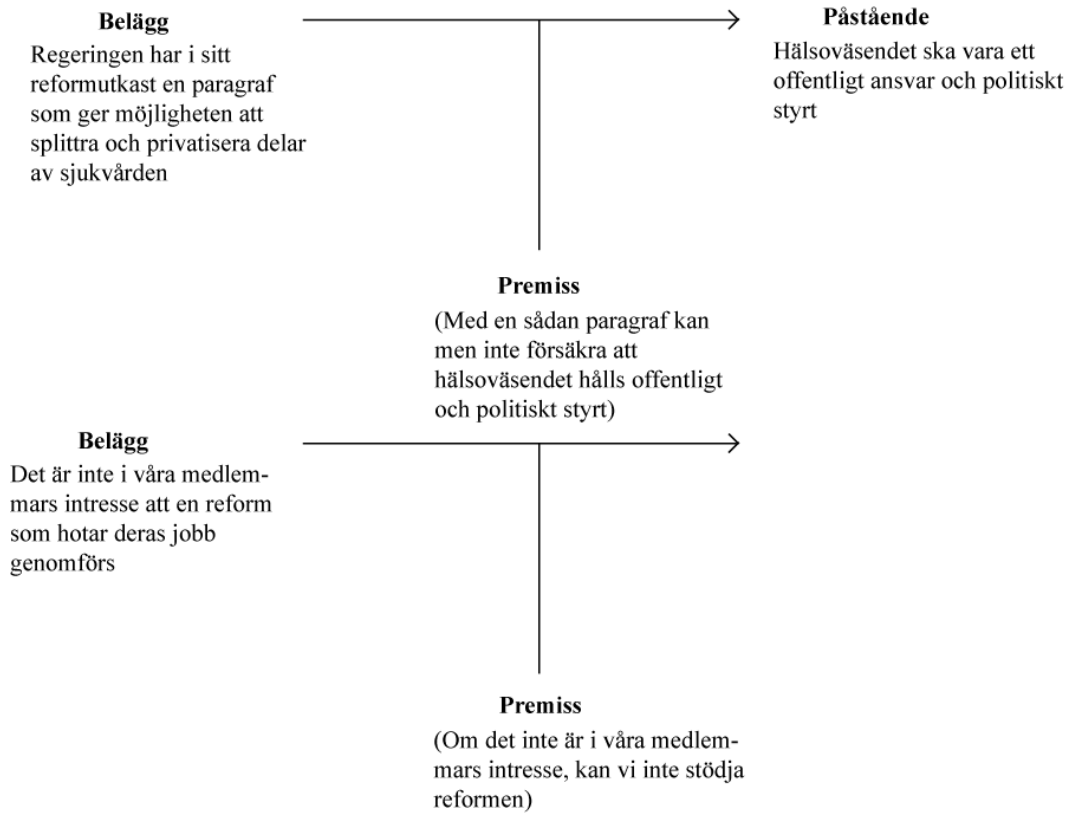 Belägg
Regeringen har i sitt
reformutkast en paragraf
som ger möjligheten att
splittra och privatisera delar
av sjukvården
Påstående
Hälsoväsendet ska vara ett
offentligt ansvar och politiskt
styrt
Premiss
(Med en sådan paragraf kan
men inte försäkra att
hälsoväsendet hålls offentligt
och politiskt styrt)
Belägg
Det är inte i våra medlem-
mars intresse att en reform
som hotar deras jobb
genomförs
Premiss
(Om det inte är i våra medlem-
mars intresse, kan vi inte stödja
reformen)